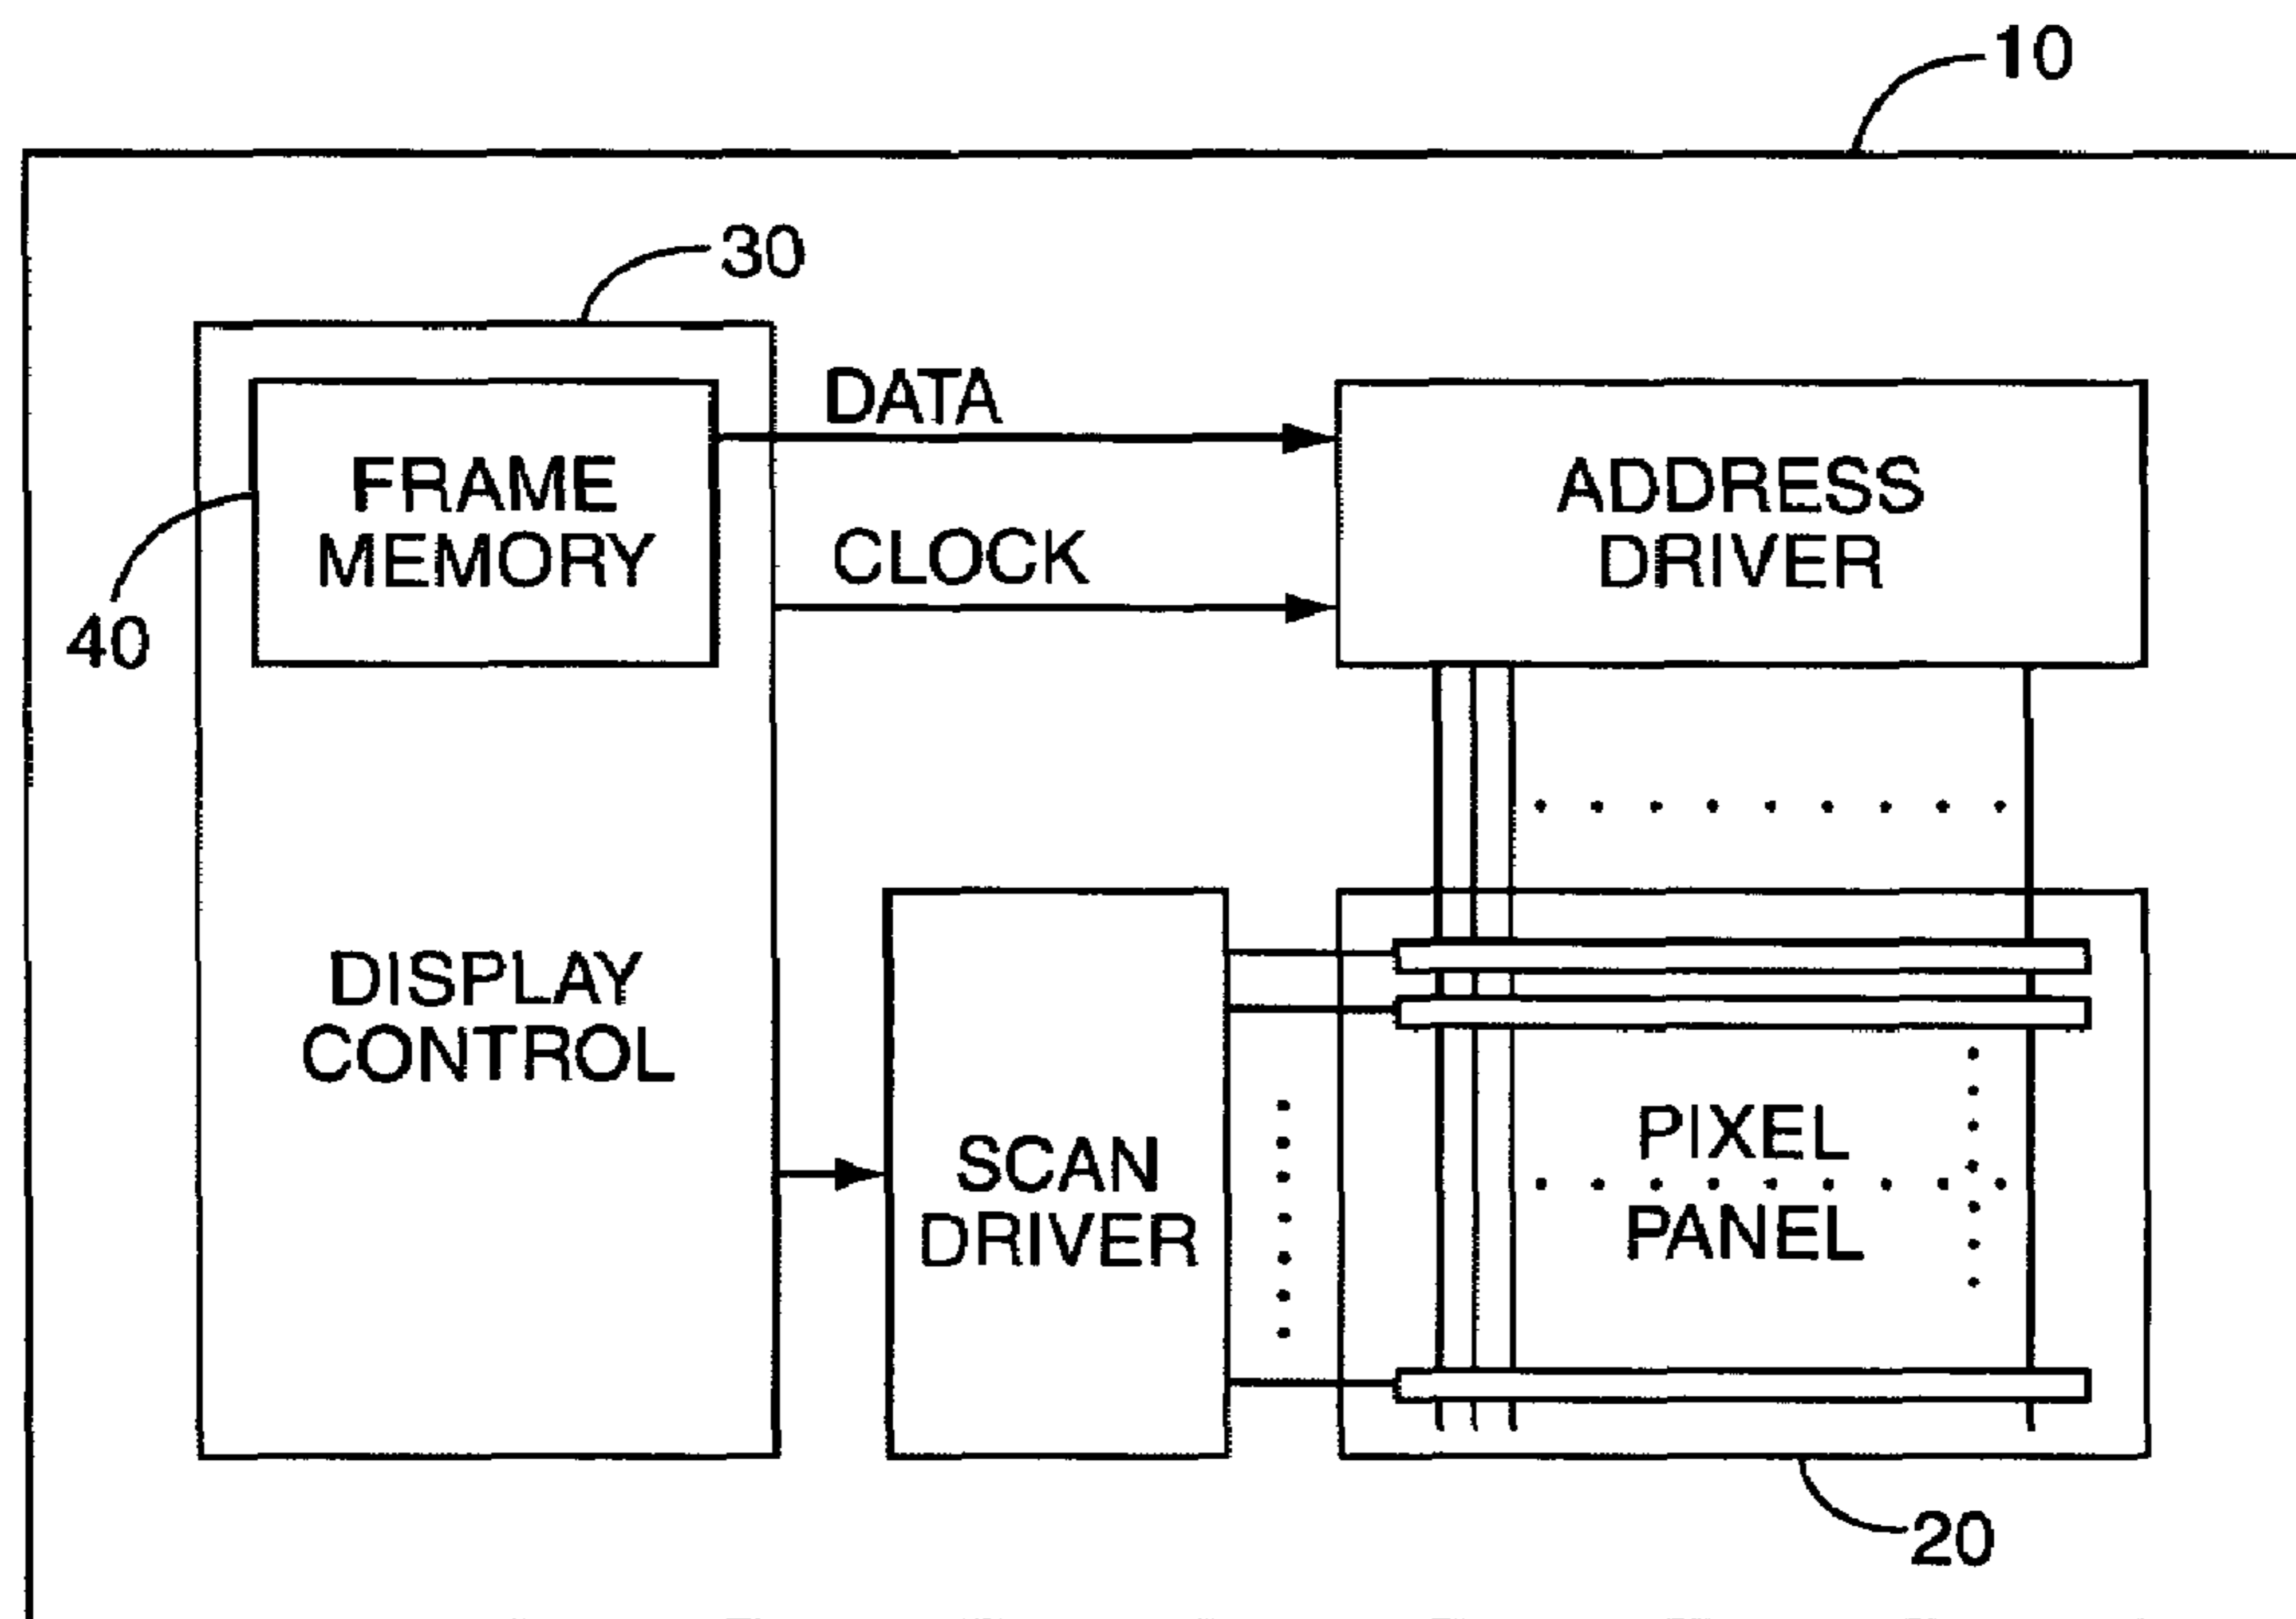 10
30
DATA
FRAME
MEMORY
ADDRESS
DRIVER
CLOCK
40
DISPLAY
CONTROL
SCAN
DRIVER
PIXEL
PANEL
20